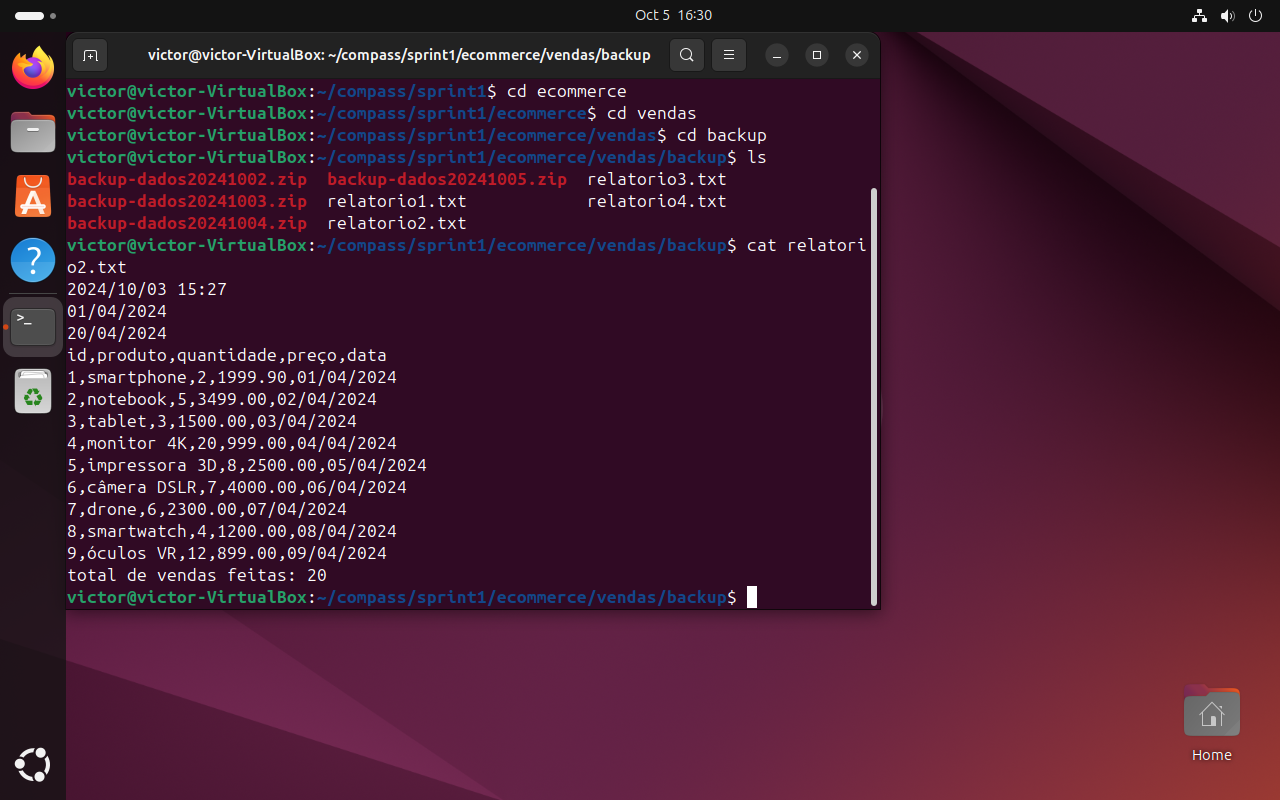 Oct 5 16:30
victor@victor-VirtualBox: ~/compass/sprint1/ecommerce/vendas/backup
victor@victor-VirtualBox:~/compass/sprint1$ cd ecommerce
victor@victor-VirtualBox:~/compass/sprint1/ecommerce$ cd vendas
victor@victor-VirtualBox:~/compass/sprint1/ecommerce/vendas$ cd backup
victor@victor-VirtualBox:~/compass/sprint1/ecommerce/vendas/backup$ ls
backup-dados20241002.zip  backup-dados20241005.zip  relatorio3.txt
backup-dados20241003.zip  relatorio1.txt            relatorio4.txt
backup-dados20241004.zip  relatorio2.txt
victor@victor-VirtualBox:~/compass/sprint1/ecommerce/vendas/backup$ cat relatori
o2.txt
2024/10/03 15:27
01/04/2024
20/04/2024
id,produto,quantidade,preço,data
1,smartphone,2,1999.90,01/04/2024
2,notebook,5,3499.00,02/04/2024
3,tablet,3,1500.00,03/04/2024
4,monitor 4K,20,999.00,04/04/2024
5,impressora 3D,8,2500.00,05/04/2024
6,câmera DSLR,7,4000.00,06/04/2024
7,drone,6,2300.00,07/04/2024
8,smartwatch,4,1200.00,08/04/2024
9,óculos VR,12,899.00,09/04/2024
total de vendas feitas: 20
victor@victor-VirtualBox:~/compass/sprint1/ecommerce/vendas/backup$
Home